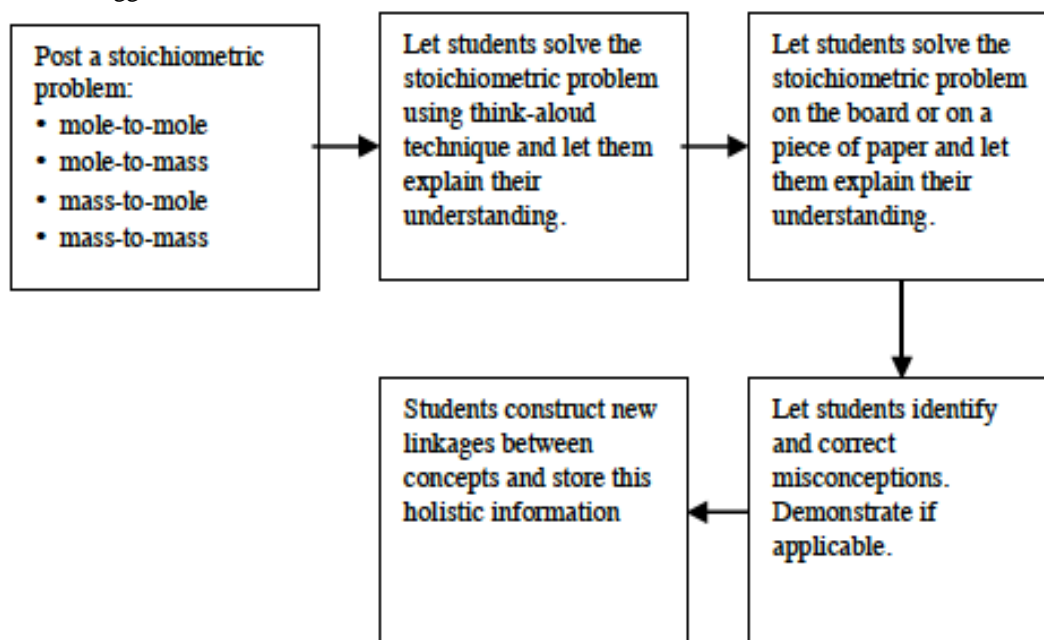 Post a stoichiometric
problem:
• mole-to-mole
• mole-to-mass
• mass-to-mole
• mass-to-mass
Let students solve the
stoichiometric problem
using think-aloud
technique and let them
explain their
understanding.
Let students solve the
stoichiometric problem
on the board or on a
piece of paper and let
them explain their
understanding.
Let students identify
and correct
misconceptions.
Demonstrate if
applicable.
Students construct new
linkages between
concepts and store this
holistic information